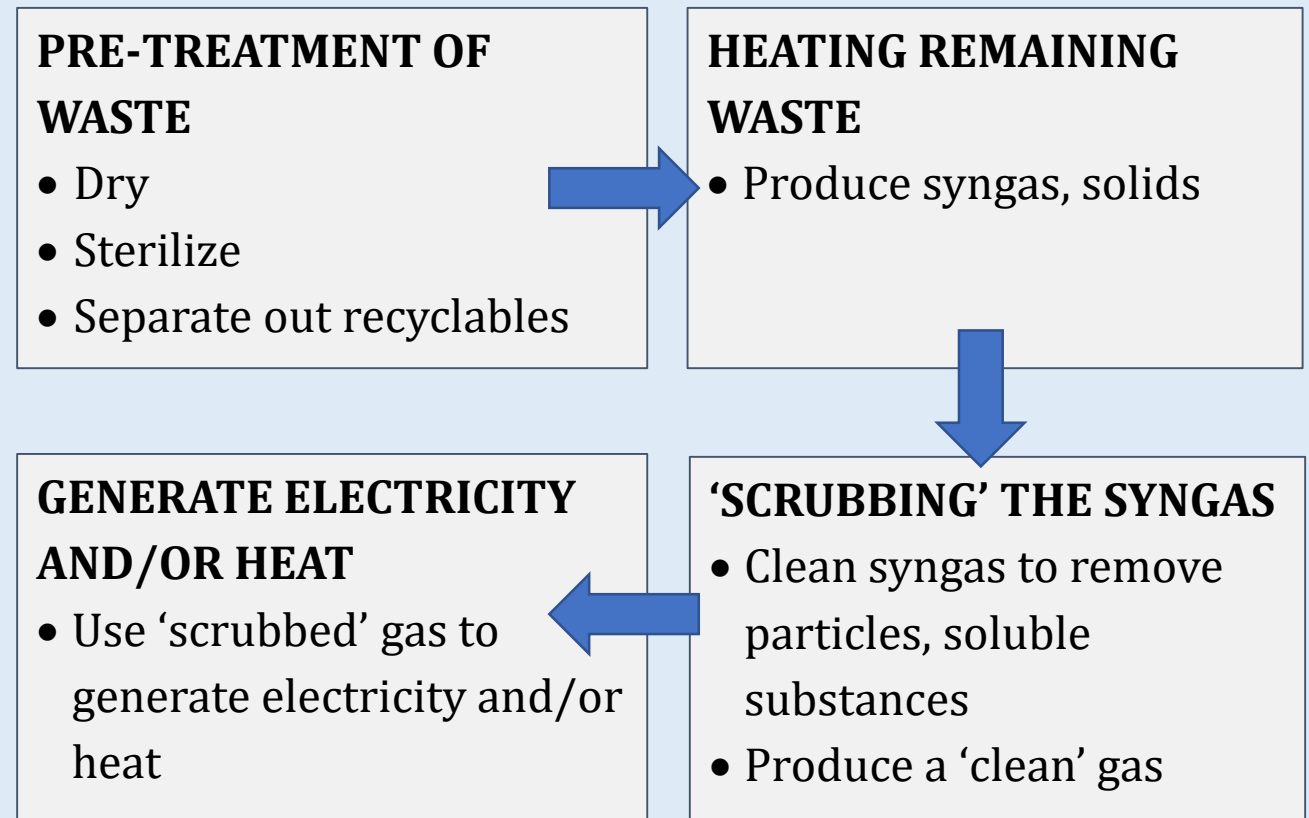 PRE-TREATMENT OF
WASTE
• Dry
• Sterilize
• Separate out recyclables
HEATING REMAINING
WASTE
• Produce syngas, solids
‘SCRUBBING’ THE SYNGAS
• Clean syngas to remove
particles, soluble
substances
• Produce a ‘clean’ gas
GENERATE ELECTRICITY
AND/OR HEAT
• Use ‘scrubbed’ gas to
generate electricity and/or
heat